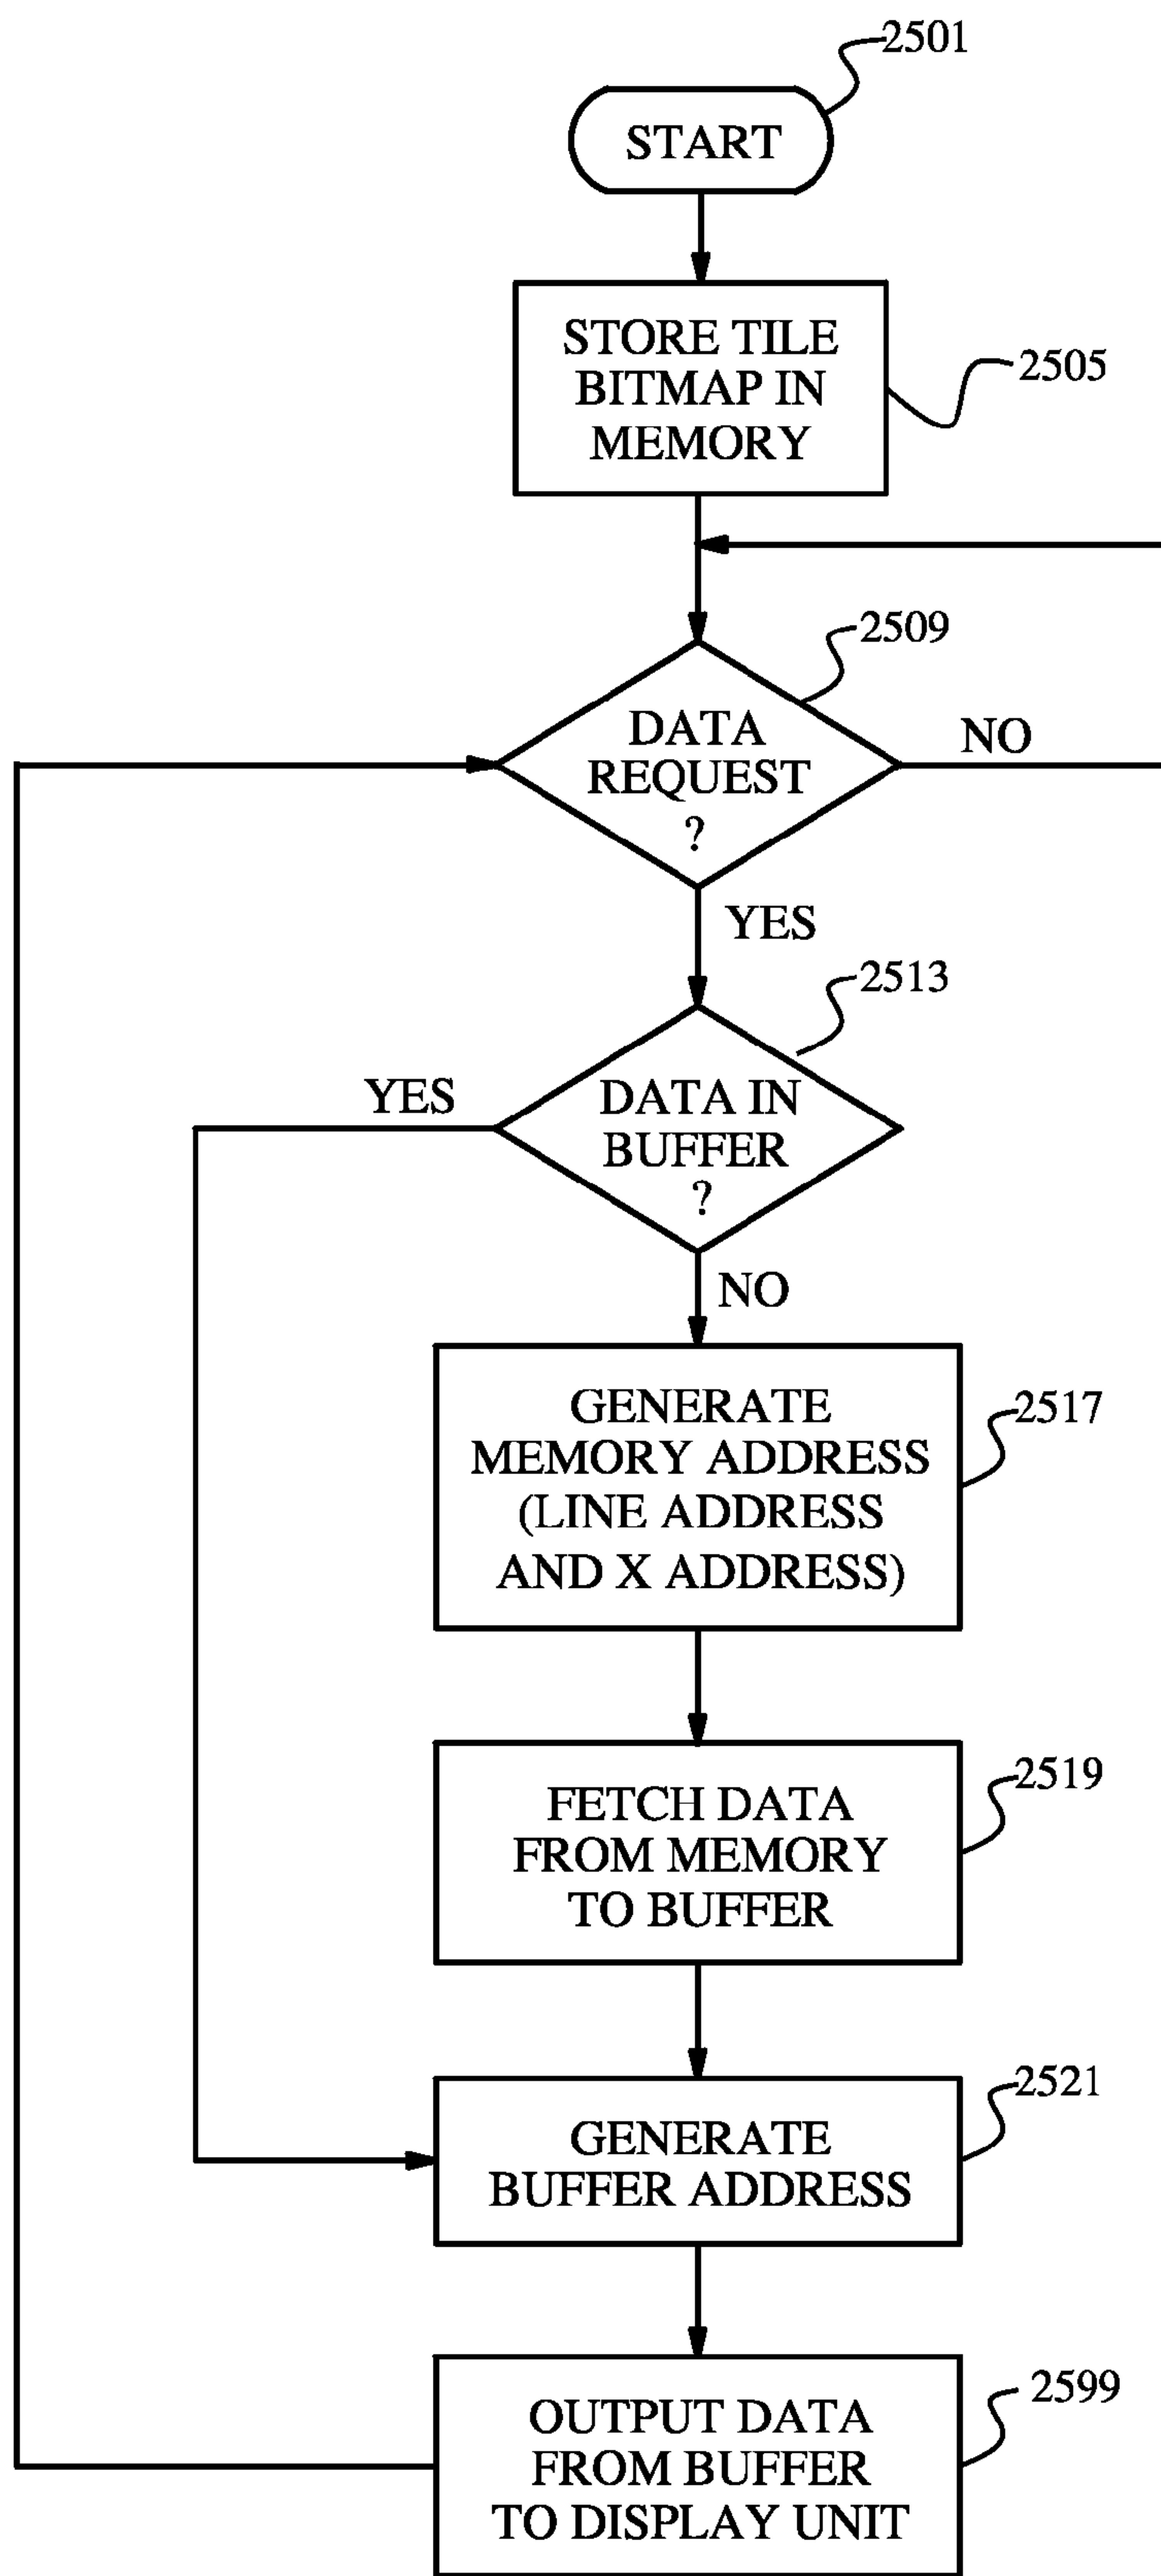 2501
START
STORE TILE
BITMAP IN
MEMORY
2505
2509
DATA
REQUEST
?
NO
YES
2513
YES
DATA IN
BUFFER
?
NO
GENERATE
MEMORY ADDRESS
(LINE ADDRESS
AND X ADDRESS)
2517
FETCH DATA
FROM MEMORY
TO BUFFER
2519
GENERATE
BUFFER ADDRESS
2521
OUTPUT DATA
FROM BUFFER
TO DISPLAY UNIT
2599